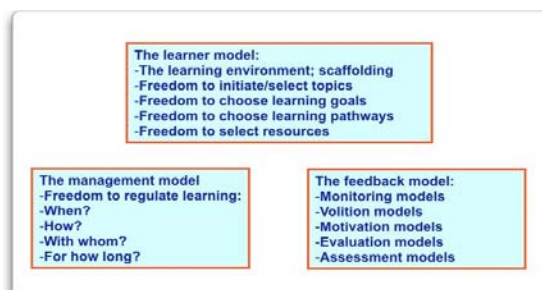 The learner model:
-The learning environment; scaffolding
-Freedom to initiate/select topics
-Freedom to choose learning goals
-Freedom to choose learning pathways
-Freedom to select resources
The management model
-Freedom to regulate learning:
-When?
-How?
-With whom?
-For how long?
The feedback model:
-Monitoring models
-Volition models
-Motivation models
-Evaluation models
-Assessment models